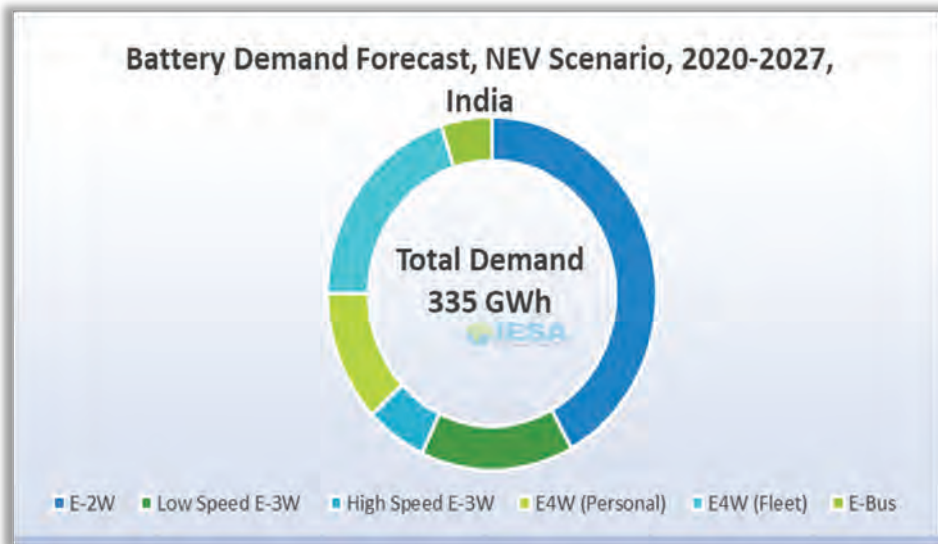 Battery Demand Forecast, NEV Scenario, 2020-2027,
India
Total Demand
335 GWh
IESA
E-2W Low Speed E-3W High Speed E-3W E4W (Personal) E4W (Fleet) E-Bus